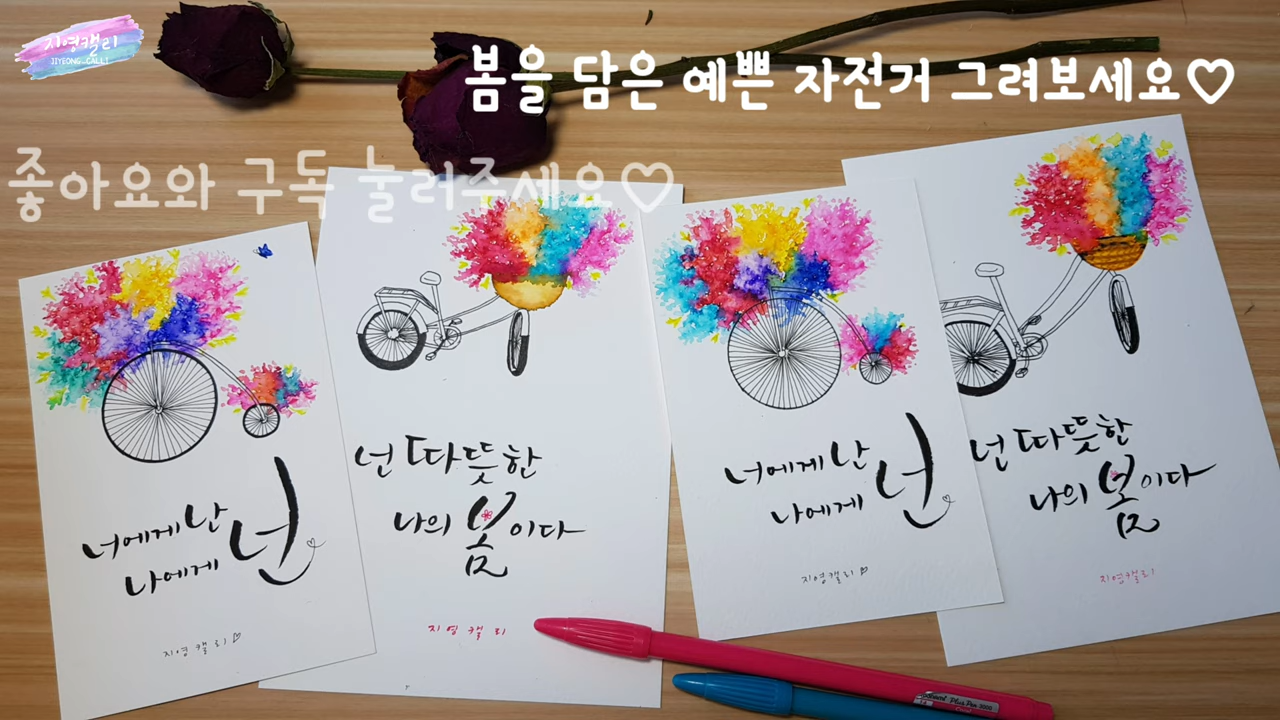 지영캘리
JIYEONG CALLI
봄을 담은 예쁜 자전거 그려보세요♡
좋아요와 구독 눌러주세요♡
너에게 난
나에게 넌
지영캘리
넌 따뜻한
나의 봄이다
지영캘리
너에게 난
나에게 넌
지영캘리
넌 따뜻한
나의 봄이다
지영캘리
Plus Pen 3000